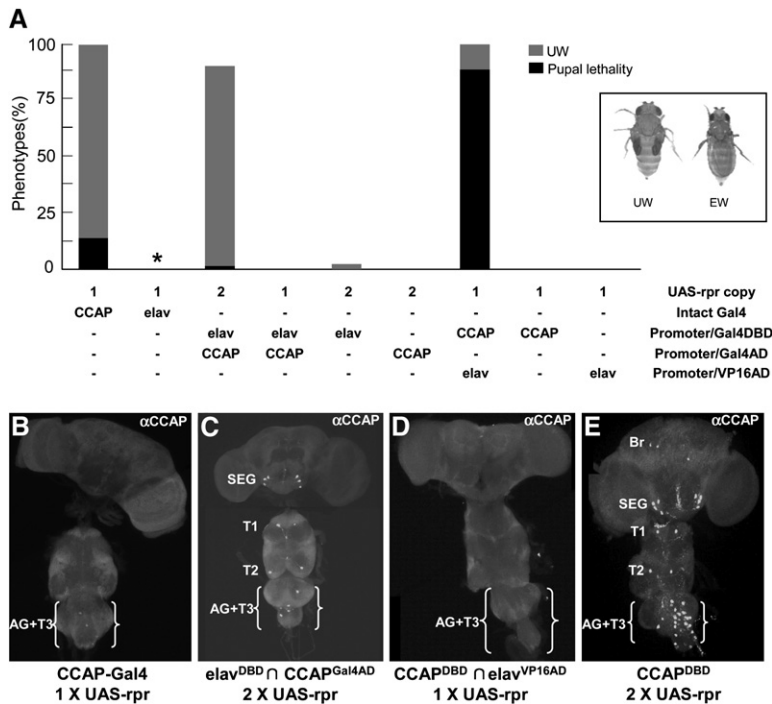 A
100
75
50
25
0
Phenotypes(%)
UW
Pupal lethality
UW EW
*
1 1 2 1 2 2 1 1 1 UAS-rpr copy
CCAP elav - - - - - - - Intact Gal4
- - elav elav elav - CCAP CCAP - Promoter/Gal4DBD
- - CCAP CCAP - CCAP - - - Promoter/Gal4AD
- - - - - - elav - elav Promoter/VP16AD
B αCCAP
AG+T3
CCAP-Gal4
1 X UAS-rpr
C αCCAP
SEG
T1
T2
AG+T3
elavDBD ∩ CCAPGal4AD
2 X UAS-rpr
D αCCAP
AG+T3
CCAPDBD ∩ elavVP16AD
1 X UAS-rpr
E αCCAP
Br
SEG
T1
T2
AG+T3
CCAPDBD
2 X UAS-rpr